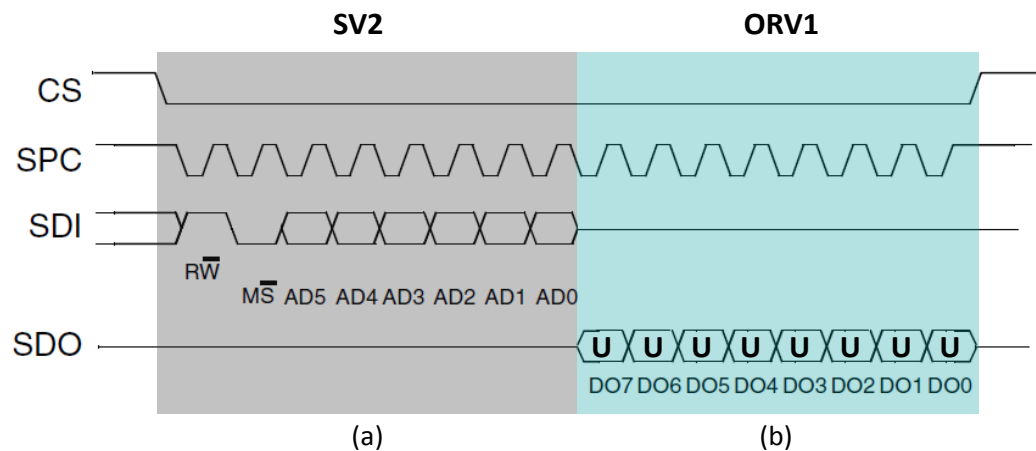 SV2 ORV1
CS
SPC
SDI
RW̅ MS̅ AD5 AD4 AD3 AD2 AD1 AD0
SDO U U U U U U U U
DO7 DO6 DO5 DO4 DO3 DO2 DO1 DO0
(a) (b)